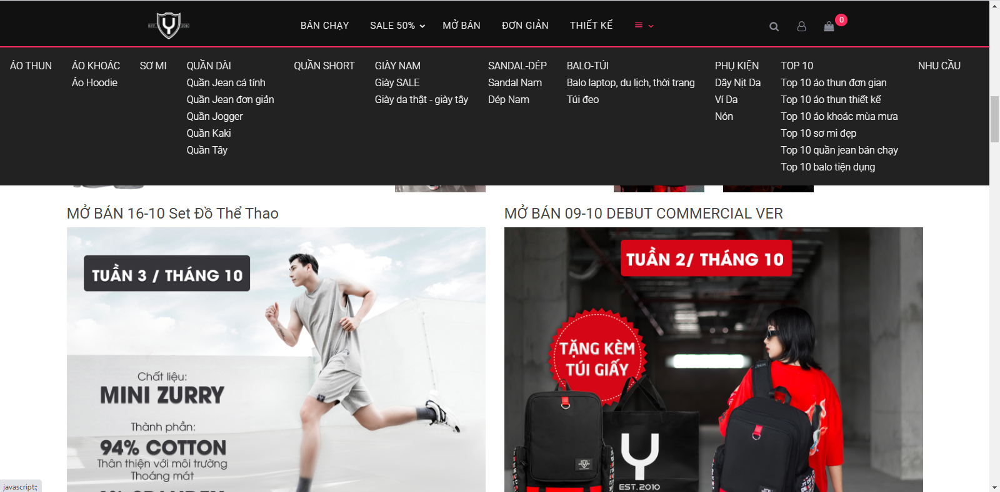 EST. 2010
BÁN CHẠY SALE 50% MỞ BÁN ĐƠN GIẢN THIẾT KẾ 0
ÁO THUN
ÁO KHOÁC
Áo Hoodie
SƠ MI
QUẦN DÀI
Quần Jean cá tính
Quần Jean đơn giản
Quần Jogger
Quần Kaki
Quần Tây
QUẦN SHORT
GIÀY NAM
Giày SALE
Giày da thật - giày tây
SANDAL-DÉP
Sandal Nam
Dép Nam
BALO-TÚI
Balo laptop, du lịch, thời trang
Túi đeo
PHỤ KIỆN
Dây Nịt Da
Ví Da
Nón
TOP 10
Top 10 áo thun đơn gian
Top 10 áo thun thiết kế
Top 10 áo khoác mùa mưa
Top 10 sơ mi đẹp
Top 10 quần jean bán chạy
Top 10 balo tiện dụng
NHU CẦU
MỞ BÁN 16-10 Set Đồ Thể Thao
TUẦN 3 / THÁNG 10
Chất liệu:
MINI ZURRY
Thành phần:
94% COTTON
Thân thiện với môi trường
Thoáng mát
MỞ BÁN 09-10 DEBUT COMMERCIAL VER
TUẦN 2/ THÁNG 10
TẶNG KÈM
TÚI GIẤY
EST.2010
javascript:;